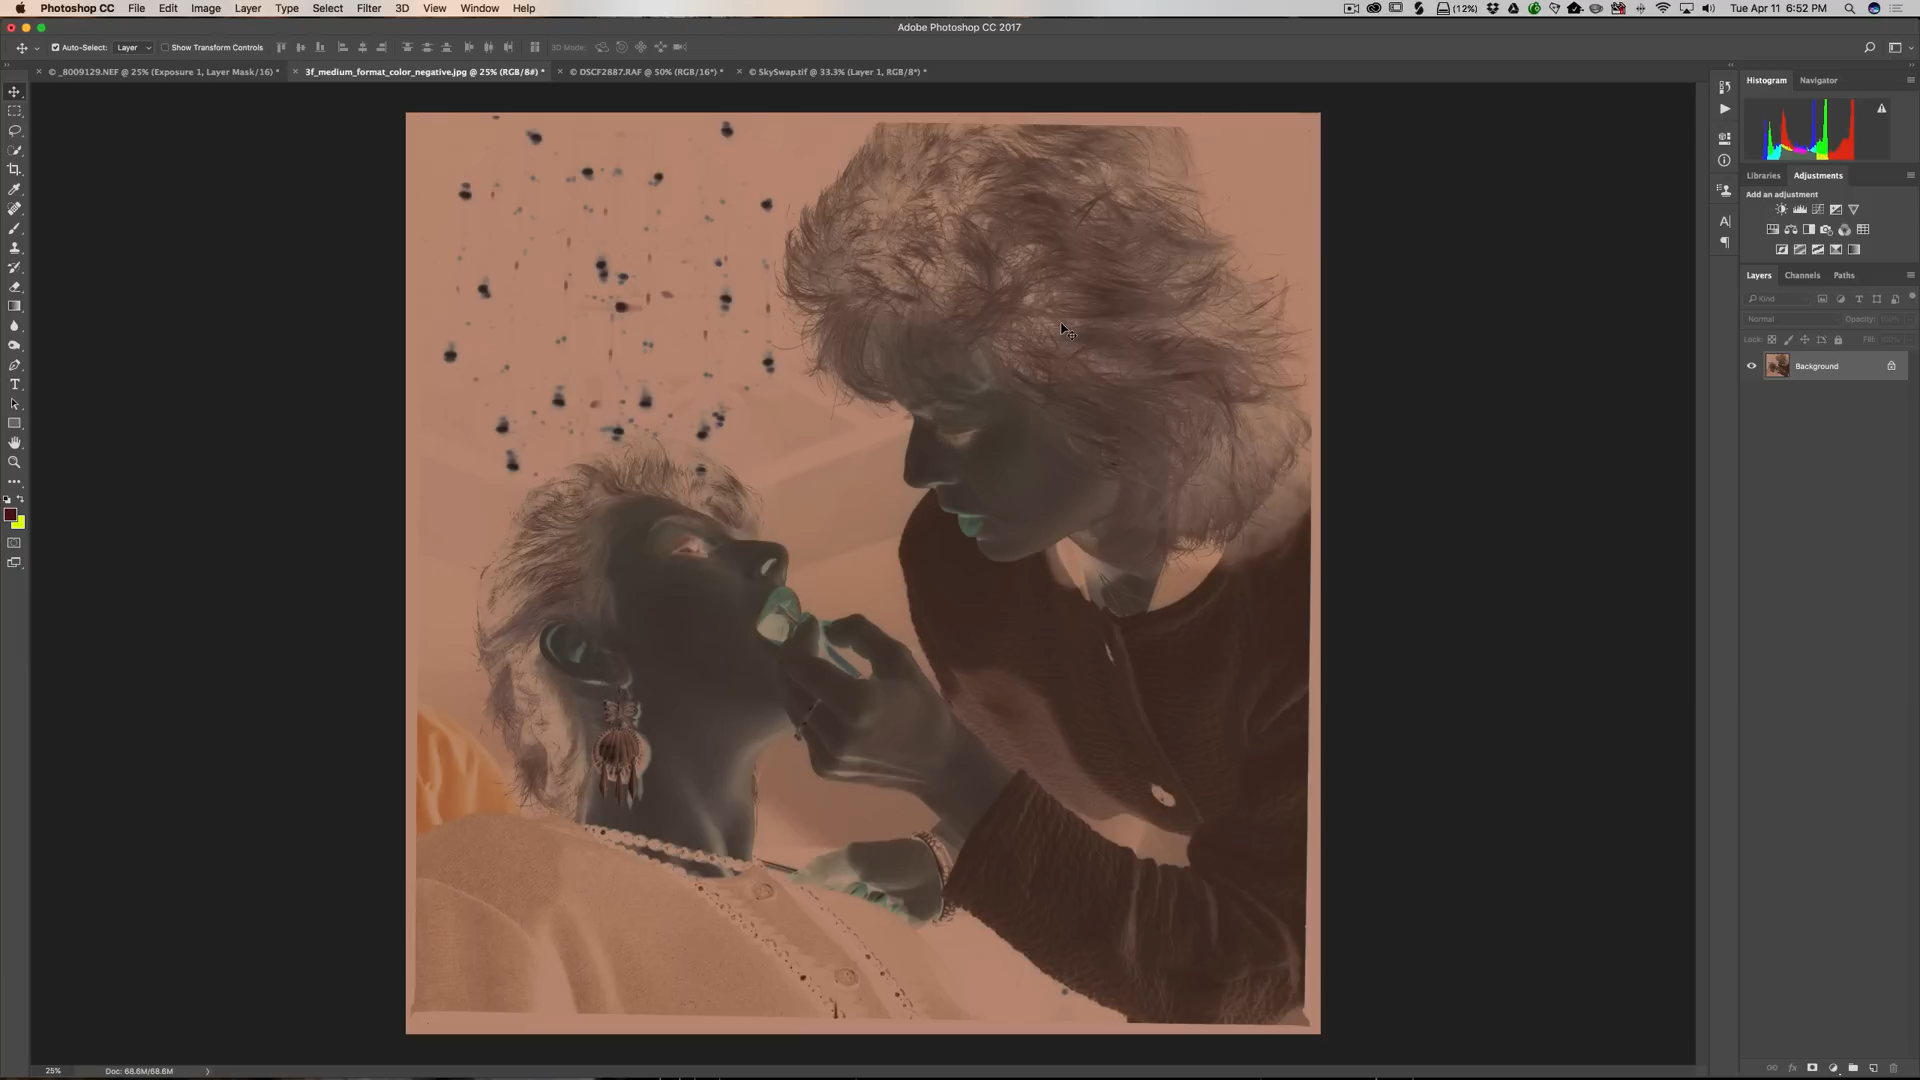 Photoshop CC File Edit Image Layer Type Select Filter 3D View Window Help (12%) Tue Apr 11 6:52 PM
Adobe Photoshop CC 2017
Auto-Select: Layer Show Transform Controls 3D Mode:
× © _8009129.NEF @ 25% (Exposure 1, Layer Mask/16) * × 3f_medium_format_color_negative.jpg @ 25% (RGB/8#) * × © DSCF2887.RAF @ 50% (RGB/16*) * × © SkySwap.tif @ 33.3% (Layer 1, RGB/8*) *
Histogram Navigator
Libraries Adjustments
Add an adjustment
Layers Channels Paths
Kind
Normal Opacity: 100%
Lock: Fill: 100%
Background
25% Doc: 68.6M/68.6M